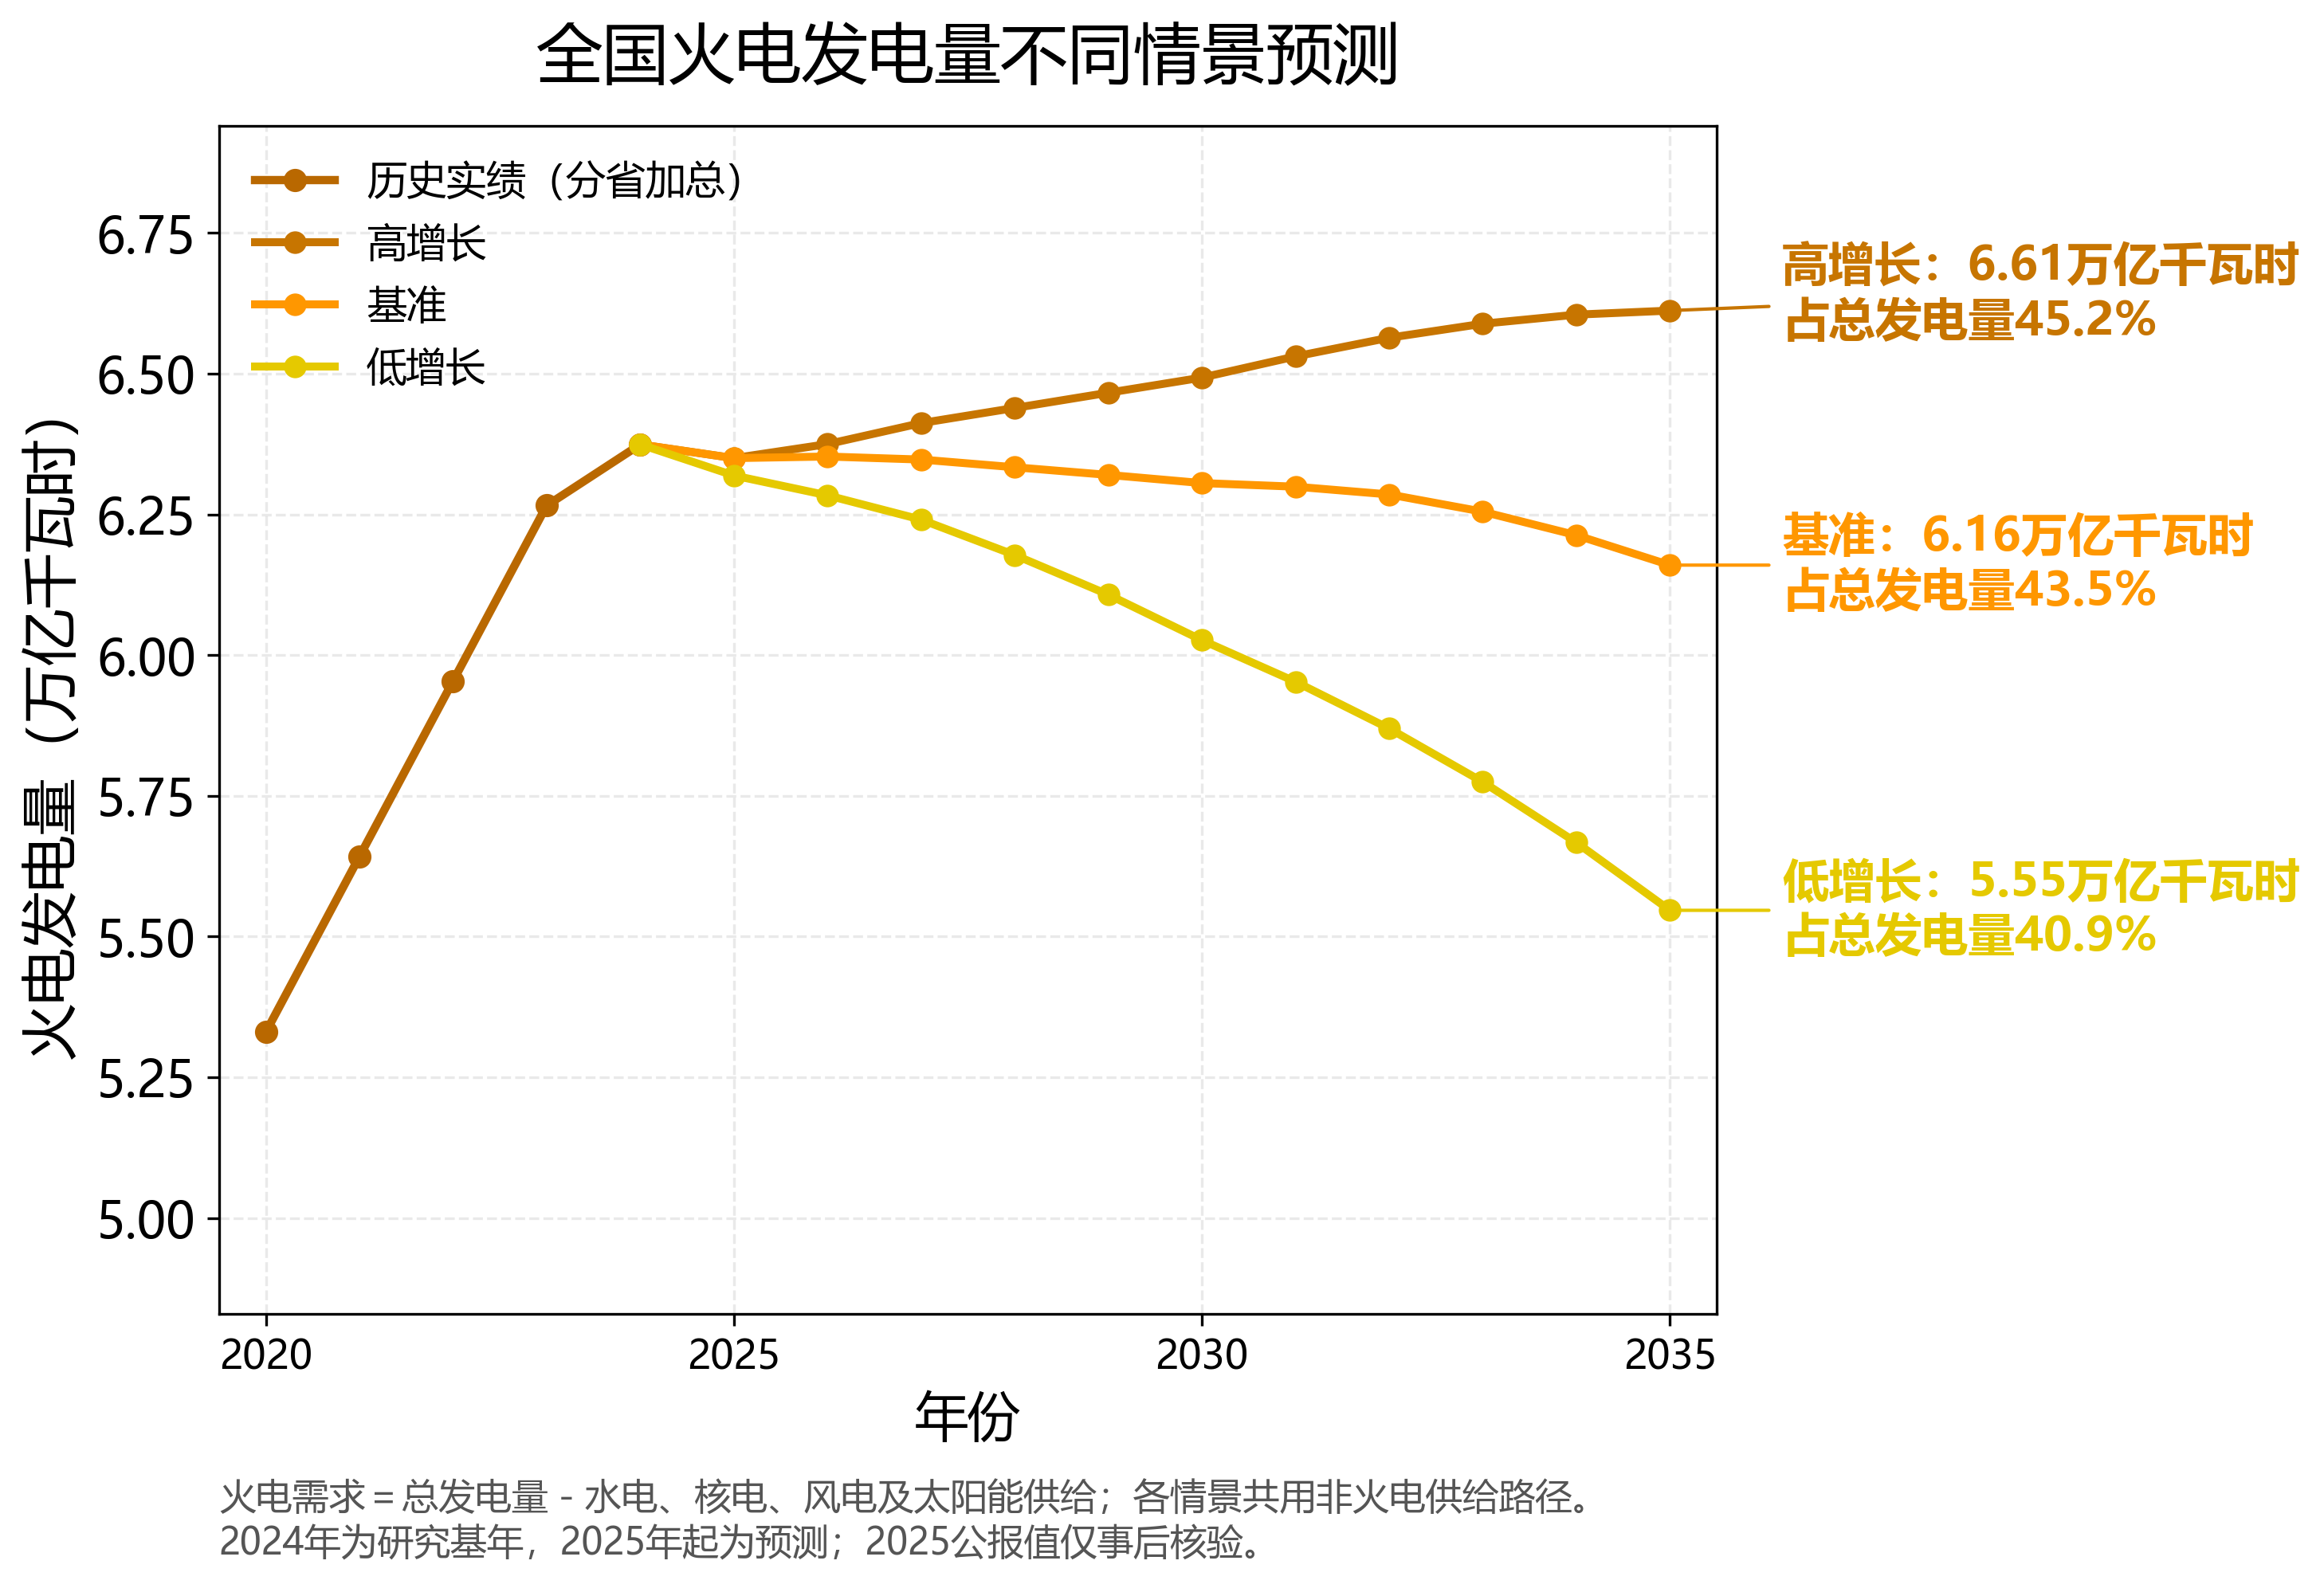 全国火电发电量不同情景预测
历史实绩（分省加总）
高增长
基准
低增长
火电发电量（万亿千瓦时）
6.75
6.50
6.25
6.00
5.75
5.50
5.25
5.00
高增长：6.61万亿千瓦时
占总发电量45.2%
基准：6.16万亿千瓦时
占总发电量43.5%
低增长：5.55万亿千瓦时
占总发电量40.9%
2020
2025
2030
2035
年份
火电需求＝总发电量 - 水电、核电、风电及太阳能供给；各情景共用非火电供给路径。
2024年为研究基年，2025年起为预测；2025公报值仅事后核验。